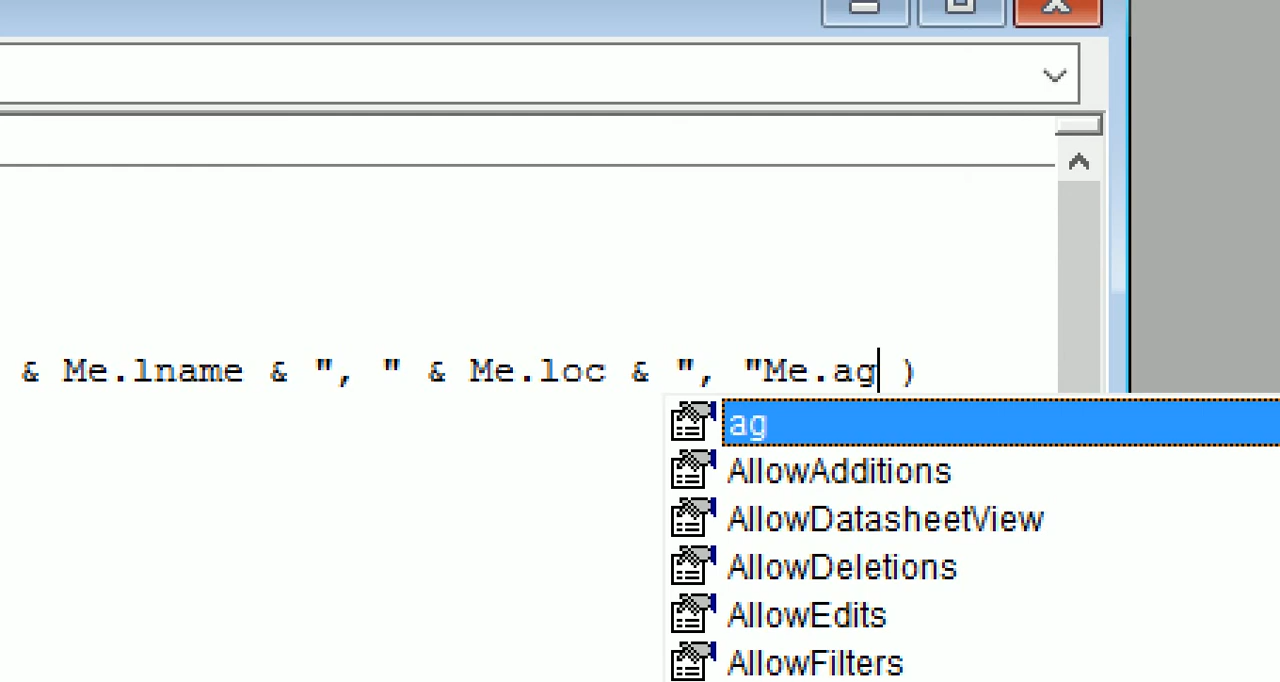 & Me.lname & ", " & Me.loc & ", "Me.ag )
ag
AllowAdditions
AllowDatasheetView
AllowDeletions
AllowEdits
AllowFilters